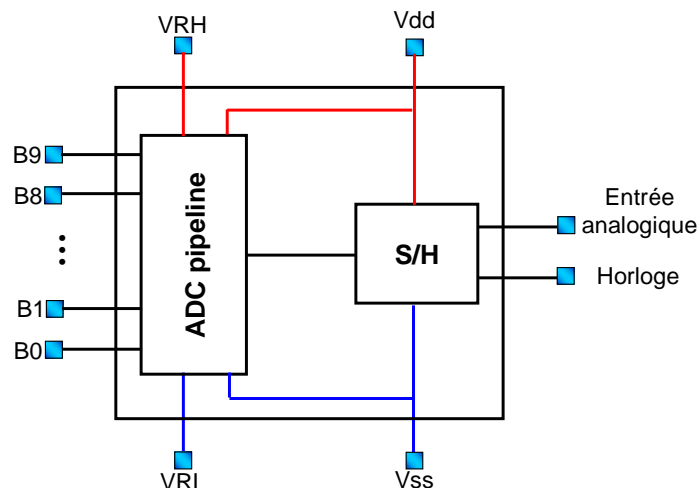 VRH
Vdd
B9
B8
...
B1
B0
ADC pipeline
S/H
Entrée
analogique
Horloge
VRL
Vss